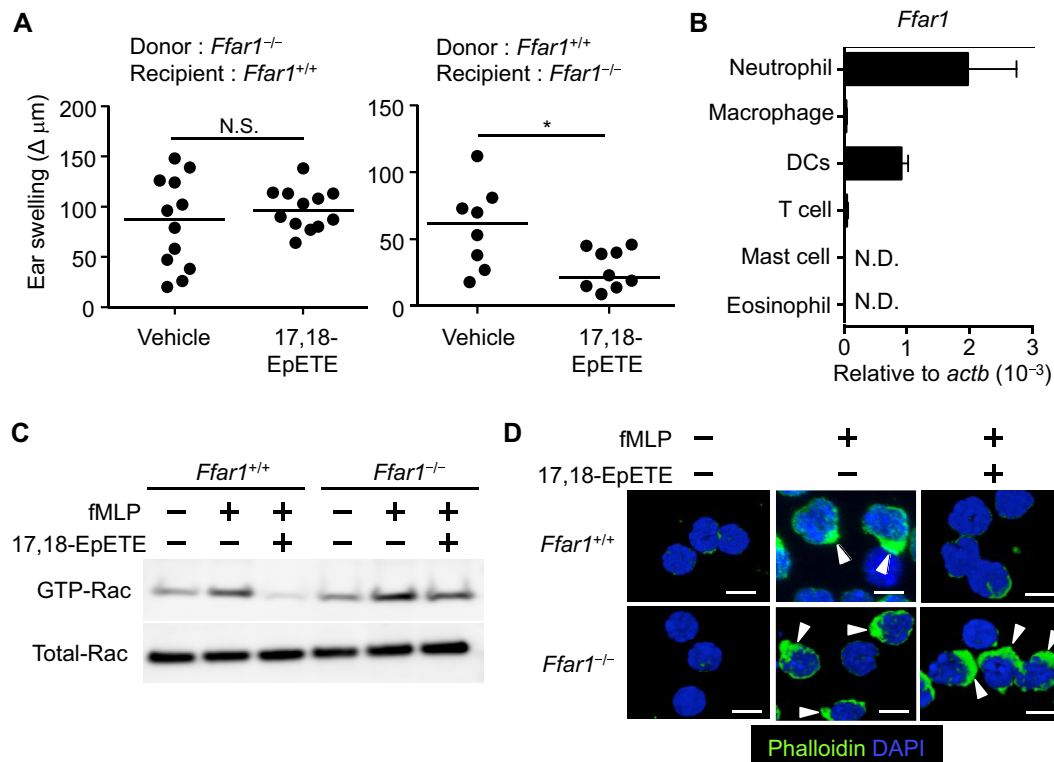 A
Donor : Ffar1–/–
Recipient : Ffar1+/+
Donor : Ffar1+/+
Recipient : Ffar1–/–
Ear swelling (Δ μm)
200
150
100
50
0
N.S.
Vehicle
17,18-
EpETE
150
100
50
0
*
Vehicle
17,18-
EpETE
B
Ffar1
Neutrophil
Macrophage
DCs
T cell
Mast cell
N.D.
Eosinophil
N.D.
0 1 2 3
Relative to actb (10–3)
C
Ffar1+/+ Ffar1–/–
fMLP – + + – + +
17,18-EpETE – – + – – +
GTP-Rac
Total-Rac
D
fMLP – + +
17,18-EpETE – – +
Ffar1+/+
Ffar1–/–
Phalloidin DAPI